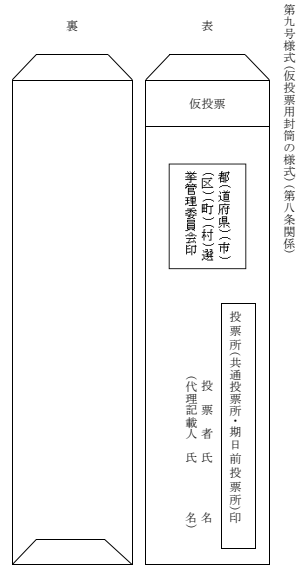 第九号様式(仮投票用封筒の様式)(第八条関係)
表
仮投票
都(道府県)(市)
(区)(町)(村)選
挙管理委員会印
投票所(共通投票所・期日前投票所)印
投票者氏名
(代理記載人氏名)
裏